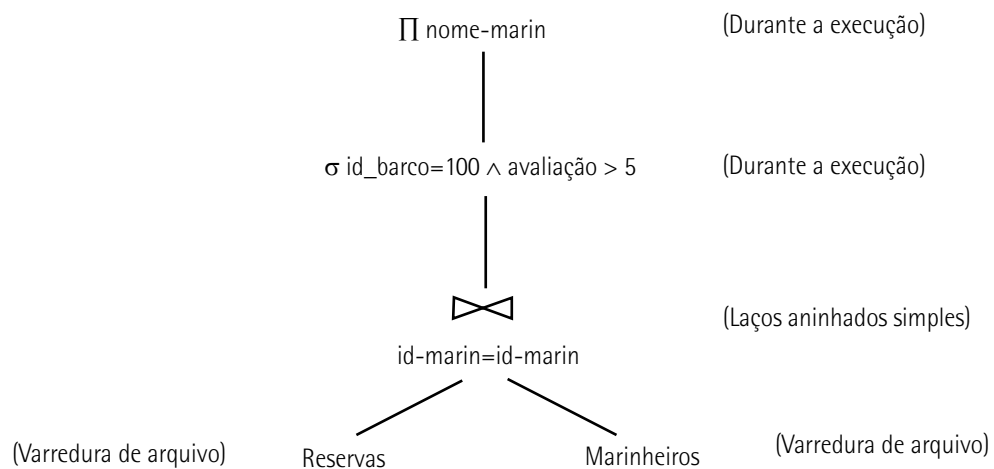 ∏ nome-marin (Durante a execução)
σ id_barco=100 ∧ avaliação > 5 (Durante a execução)
(Laços aninhados simples)
id-marin=id-marin
(Varredura de arquivo) Reservas Marinheiros (Varredura de arquivo)